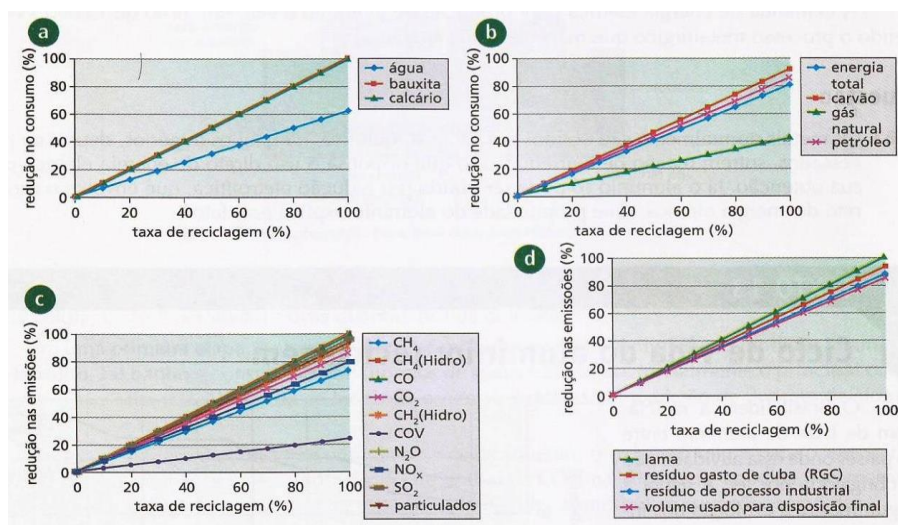 a
redução no consumo (%)
100
80
60
40
20
0
0 20 40 60 80 100
taxa de reciclagem (%)
água
bauxita
calcário
b
redução no consumo (%)
100
80
60
40
20
0
0 20 40 60 80 100
taxa de reciclagem (%)
energia
total
carvão
gás
natural
petróleo
c
redução nas emissões (%)
100
80
60
40
20
0
0 20 40 60 80 100
taxa de reciclagem (%)
CH₄
CH₄(Hidro)
CO
CO₂
CH₂(Hidro)
COV
N₂O
NOₓ
SO₂
particulados
d
redução nas emissoões (%)
100
80
60
40
20
0
0 20 40 60 80 100
taxa de reciclagem (%)
lama
resíduo gasto de cuba (RGC)
resíduo de processo industrial
volume usado para disposição final